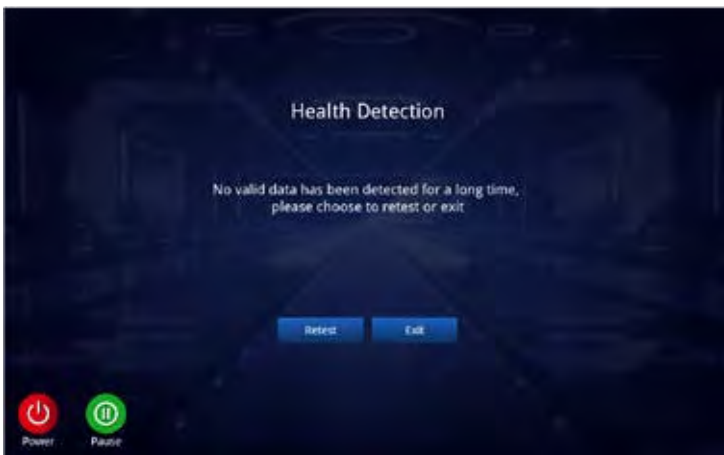 Health Detection
No valid data has been detected for a long time,
please choose to retest or exit
Retest
Exit
Power
Pause